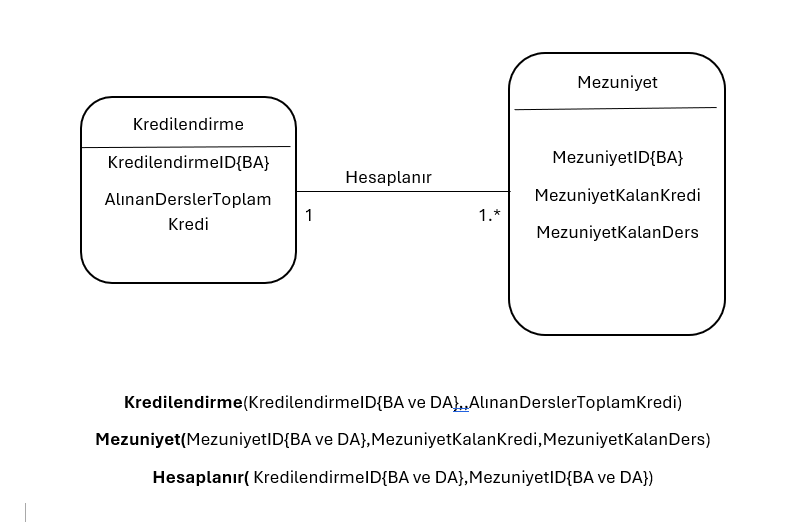 Kredilendirme
KredilendirmeID{BA}
AlınanDerslerToplam
Kredi
Hesaplanır
1
1.*
Mezuniyet
MezuniyetID{BA}
MezuniyetKalanKredi
MezuniyetKalanDers
Kredilendirme(KredilendirmeID{BA ve DA},,AlınanDerslerToplamKredi)
Mezuniyet(MezuniyetID{BA ve DA},MezuniyetKalanKredi,MezuniyetKalanDers)
Hesaplanır( KredilendirmeID{BA ve DA},MezuniyetID{BA ve DA})